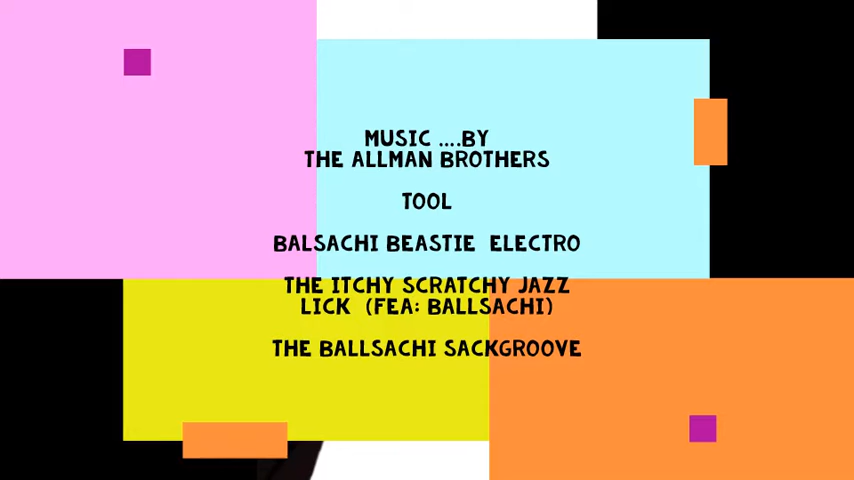 MUSIC ....BY
THE ALLMAN BROTHERS
TOOL
BALSACHI BEASTIE ELECTRO
THE ITCHY SCRATCHY JAZZ
LICK (FEA: BALLSACHI)
THE BALLSACHI SACKGROOVE